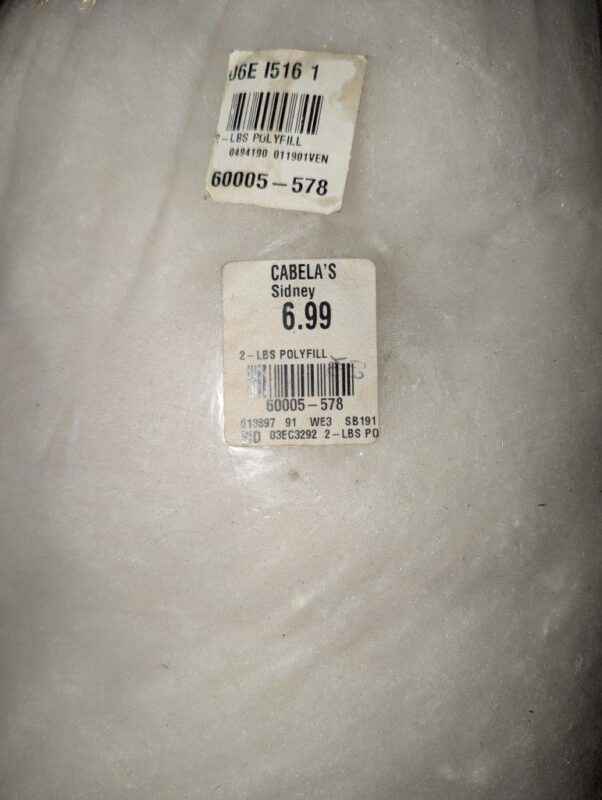 J6E I516 1
2-LBS POLYFILL
0494190 011901VEN
60005-578
CABELA'S
Sidney
6.99
2-LBS POLYFILL
60005-578
91 WE3 SB191
03EC3292 2-LBS PO